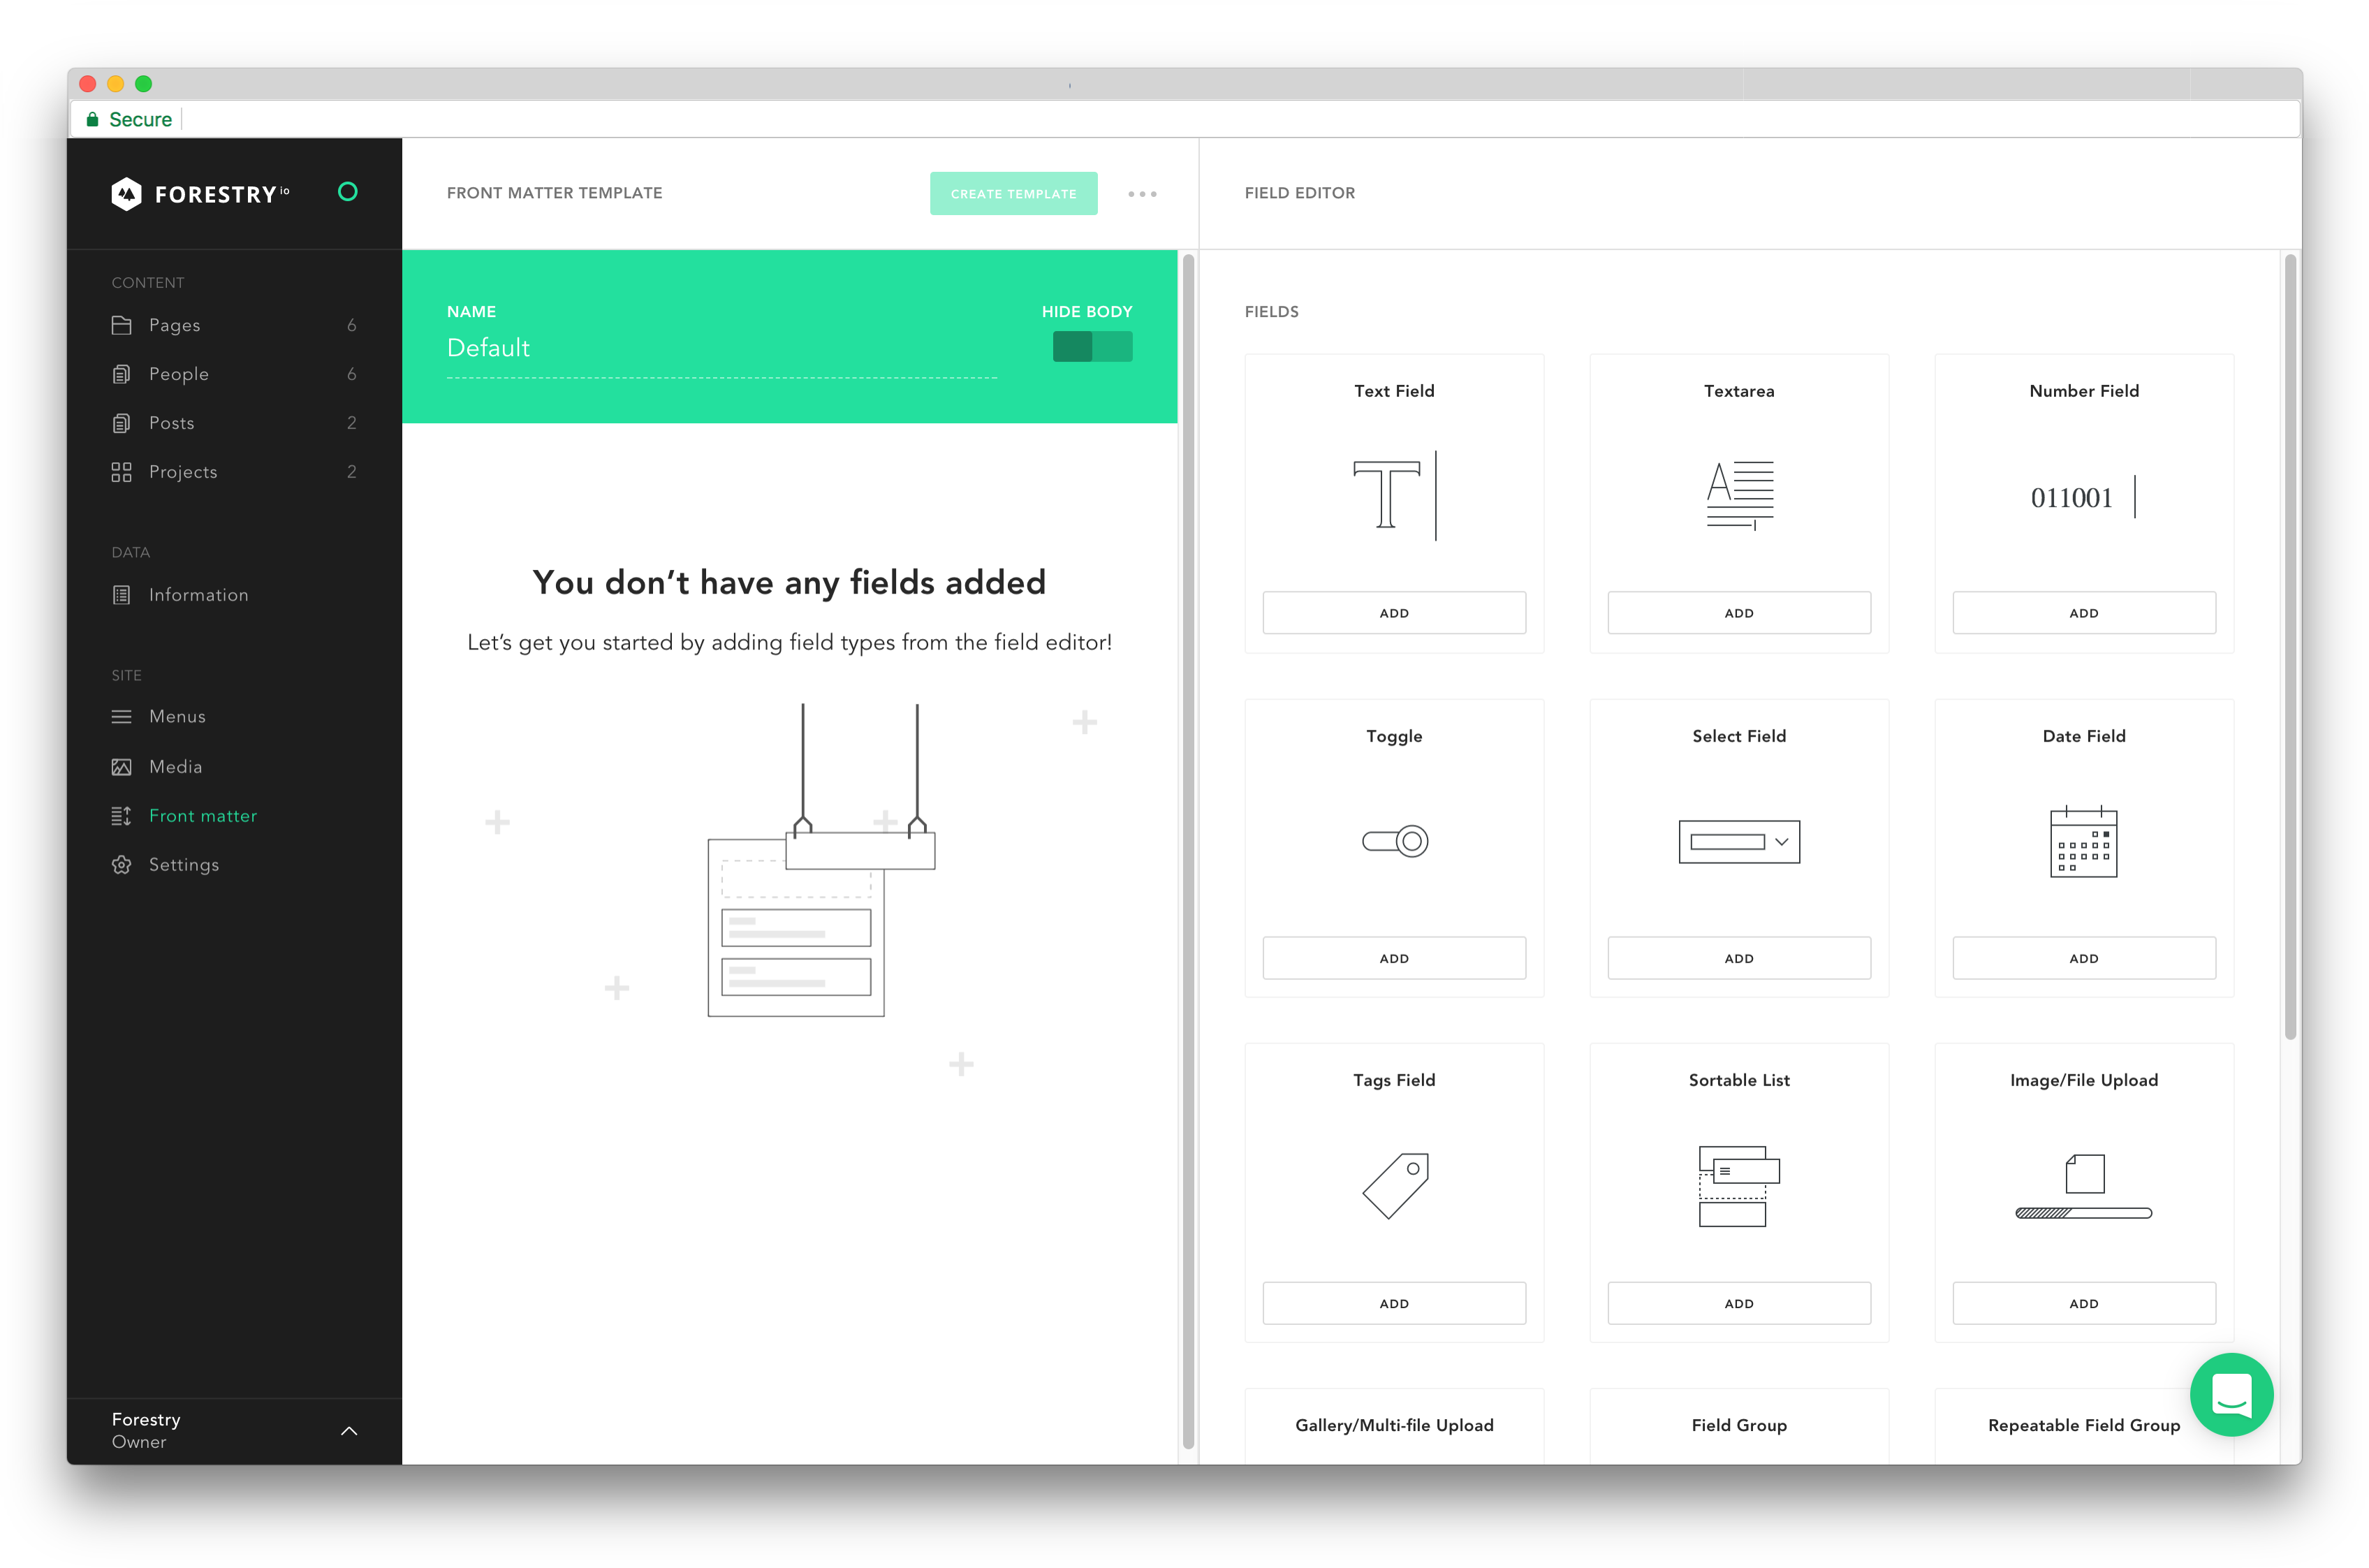 Secure
FORESTRY io
CONTENT
Pages 6
People 6
Posts 2
Projects 2
DATA
Information
SITE
Menus
Media
Front matter
Settings
Forestry
Owner
FRONT MATTER TEMPLATE
CREATE TEMPLATE
NAME
Default
HIDE BODY
You don’t have any fields added
Let’s get you started by adding field types from the field editor!
FIELD EDITOR
FIELDS
Text Field
T
ADD
Textarea
A
ADD
Number Field
011001
ADD
Toggle
ADD
Select Field
ADD
Date Field
ADD
Tags Field
ADD
Sortable List
ADD
Image/File Upload
ADD
Gallery/Multi-file Upload
Field Group
Repeatable Field Group